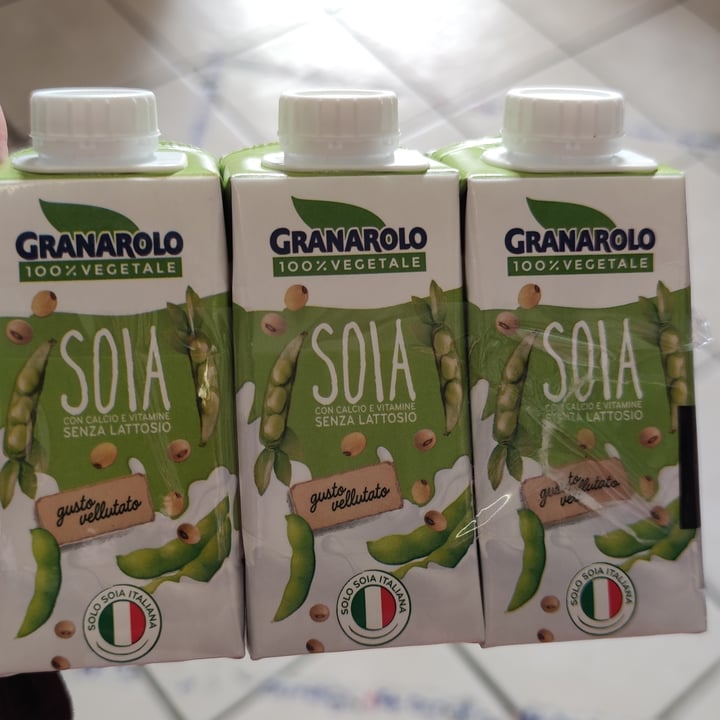 GRANAROLO
100% VEGETALE
SOIA
CON CALCIO E VITAMINE
SENZA LATTOSIO
gusto
vellutato
SOLO SOIA ITALIANA
GRANAROLO
100% VEGETALE
SOIA
CON CALCIO E VITAMINE
SENZA LATTOSIO
gusto
vellutato
SOLO SOIA ITALIANA
GRANAROLO
100% VEGETALE
SOIA
CON CALCIO E VITAMINE
SENZA LATTOSIO
gusto
vellutato
SOLO SOIA ITALIANA